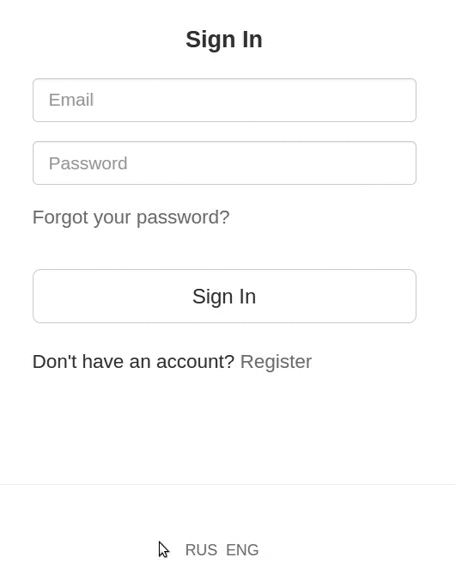 Sign In
Email
Password
Forgot your password?
Sign In
Don't have an account? Register
RUS ENG